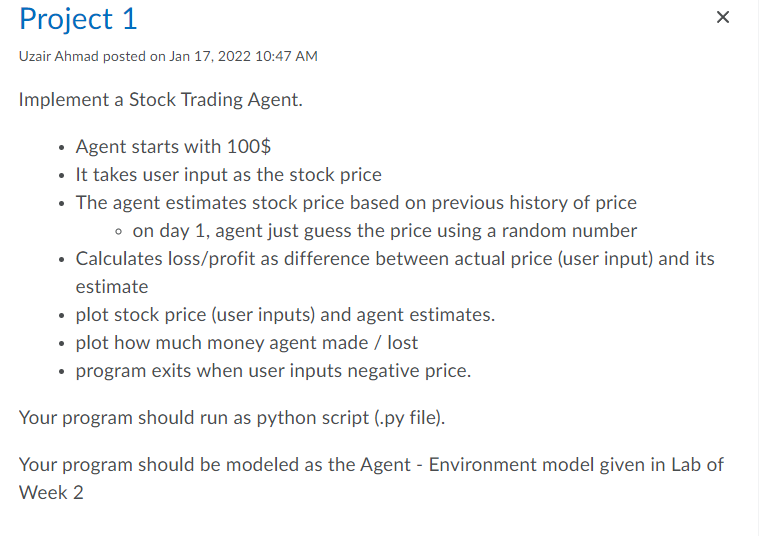 Project 1
Uzair Ahmad posted on Jan 17, 2022 10:47 AM
Implement a Stock Trading Agent.
• Agent starts with 100$
• It takes user input as the stock price
• The agent estimates stock price based on previous history of price
◦ on day 1, agent just guess the price using a random number
• Calculates loss/profit as difference between actual price (user input) and its
estimate
• plot stock price (user inputs) and agent estimates.
• plot how much money agent made / lost
• program exits when user inputs negative price.
Your program should run as python script (.py file).
Your program should be modeled as the Agent - Environment model given in Lab of
Week 2